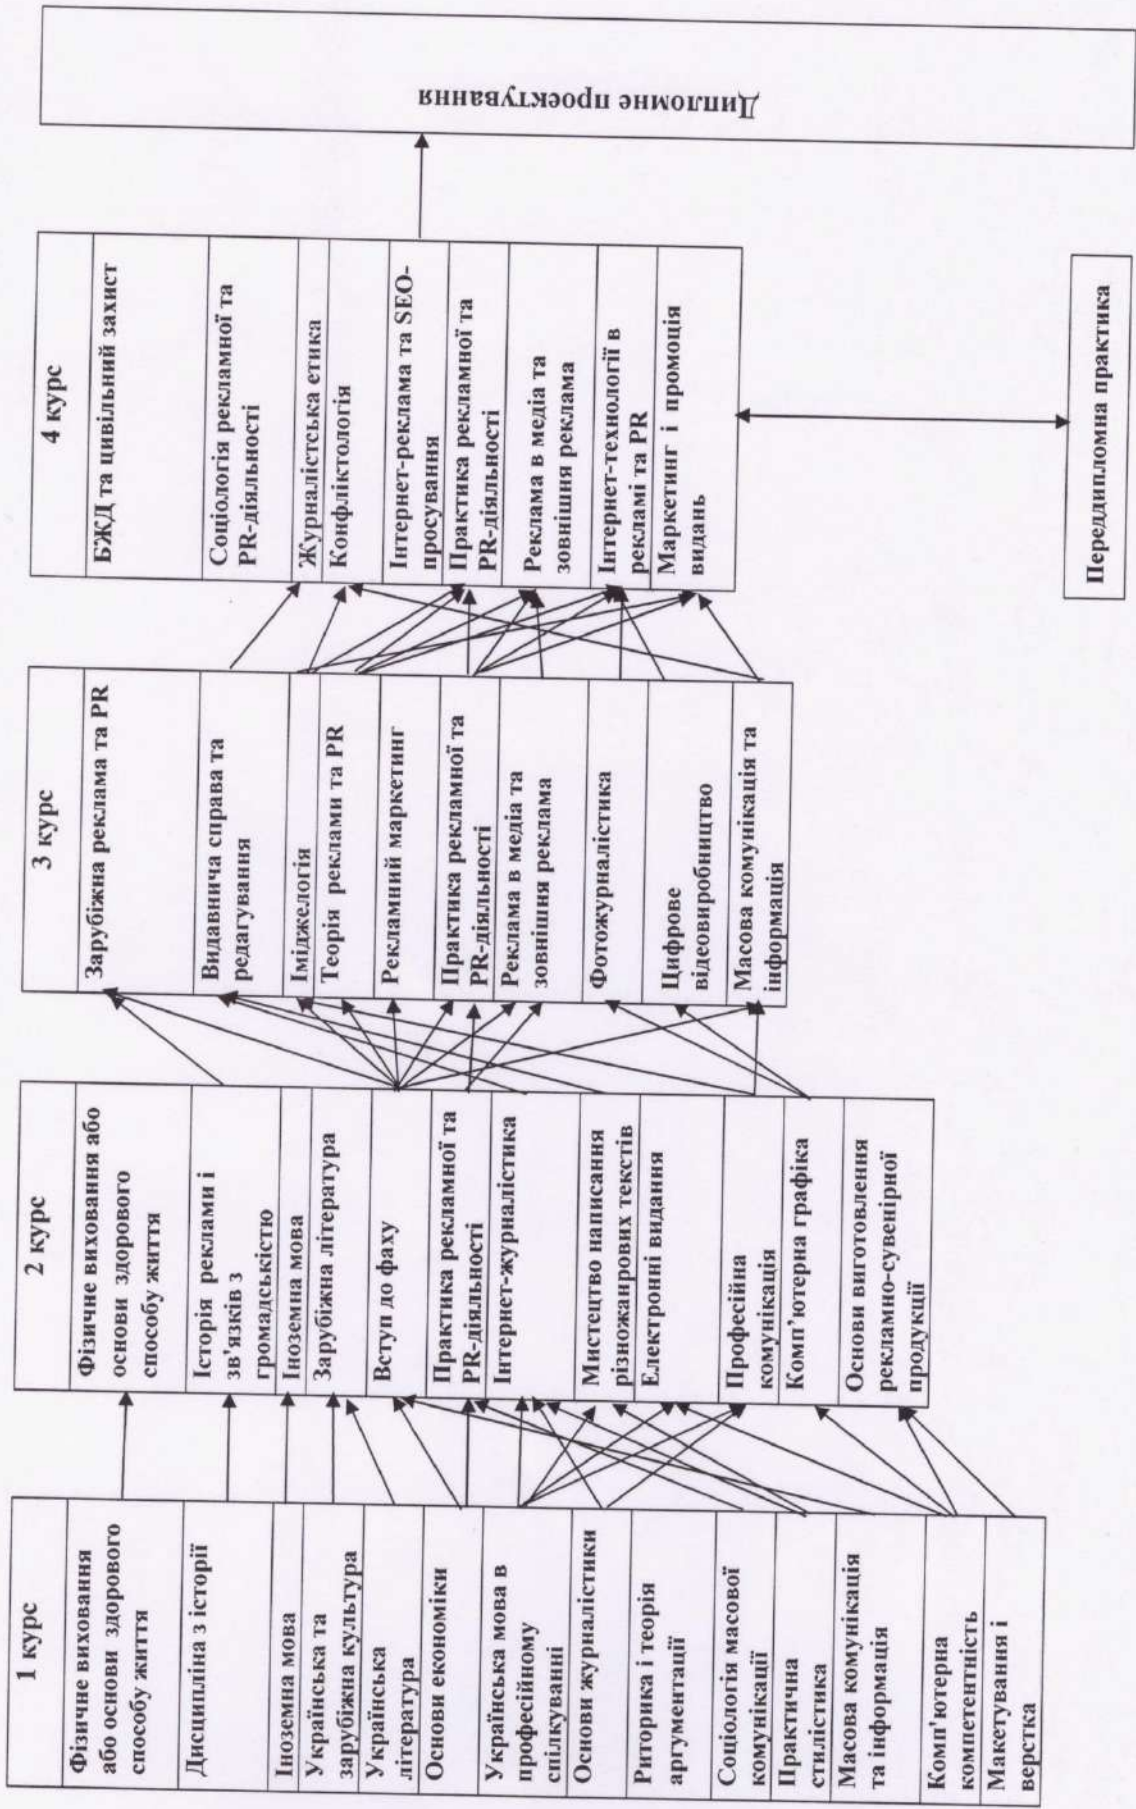 1 курс
Фізичне виховання
або основи здорового
способу життя
Дисципліна з історії
Іноземна мова
Українська та
зарубіжна культура
Українська
література
Основи економіки
Українська мова в
професійному
спілкуванні
Основи журналістики
Риторика і теорія
аргументації
Соціологія масової
комунікації
Практична
стилістика
Масова комунікація
та інформація
Комп'ютерна
компетентність
Макетування і
верстка
2 курс
Фізичне виховання або
основи здорового
способу життя
Історія реклами і
зв'язків з
громадськістю
Іноземна мова
Зарубіжна література
Вступ до фаху
Практика рекламної та
PR-діяльності
Інтернет-журналістика
Мистецтво написання
різножанрових текстів
Електронні видання
Професійна
комунікація
Комп'ютерна графіка
Основи виготовлення
рекламно-сувенірної
продукції
3 курс
Зарубіжна реклама та PR
Видавнича справа та
редагування
Іміджелогія
Теорія реклами та PR
Рекламний маркетинг
Практика рекламної та
PR-діяльності
Реклама в медіа та
зовнішня реклама
Фотожурналістика
Цифрове
відеовиробництво
Масова комунікація та
інформація
4 курс
БЖД та цивільний захист
Соціологія рекламної та
PR-діяльності
Журналістська етика
Конфліктологія
Інтернет-реклама та SEO-
просування
Практика рекламної та
PR-діяльності
Реклама в медіа та
зовнішня реклама
Інтернет-технології в
рекламі та PR
Маркетинг і промоція
видань
Переддипломна практика
Дипломне проектування